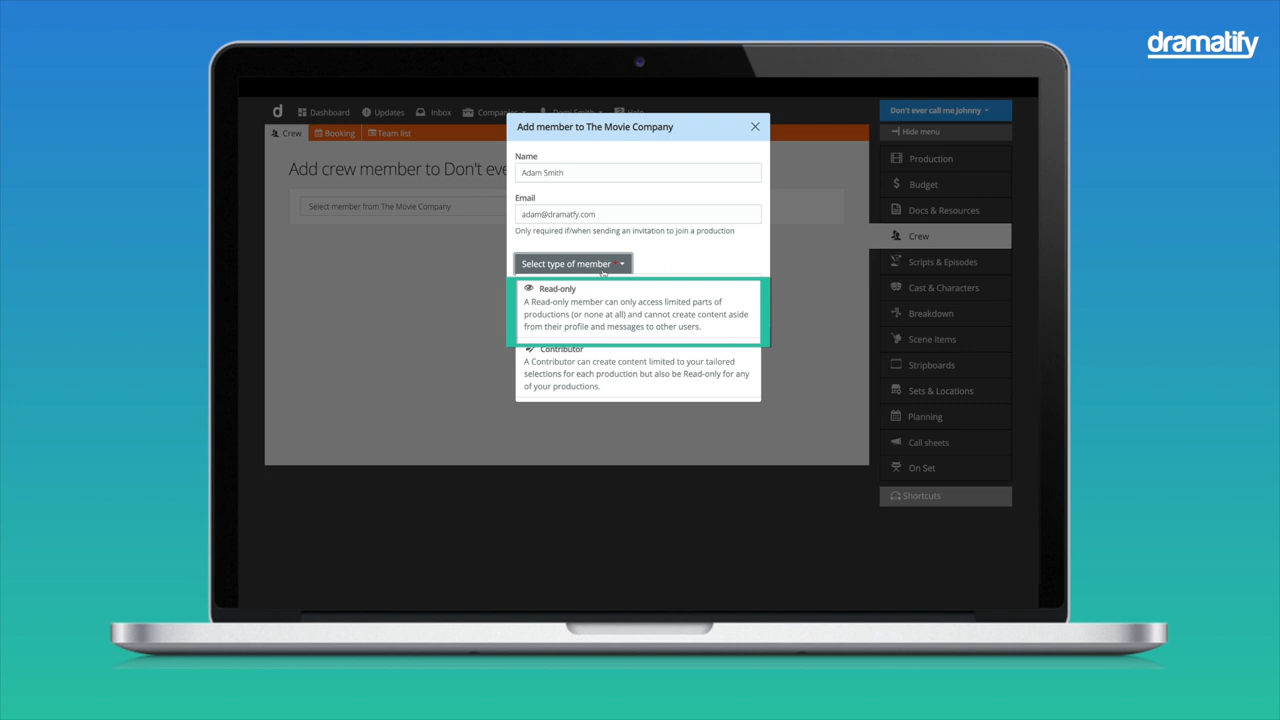 dramatify
d Dashboard Updates Inbox
Don't ever call me Johnny
Hide menu
Crew Booking Team list
Add crew member to Don't eve
Select member from The Movie Company
Add member to The Movie Company
Name
Adam Smith
Email
adam@dramatfy.com
Only required if/when sending an invitation to join a production
Select type of member
Read-only
A Read-only member can only access limited parts of
productions (or none at all) and cannot create content aside
from their profile and messages to other users.
Contributor
A Contributor can create content limited to your tailored
selections for each production but also be Read-only for any
of your productions.
Production
Budget
Docs & Resources
Crew
Scripts & Episodes
Cast & Characters
Breakdown
Scene items
Stripboards
Sets & Locations
Planning
Call sheets
On Set
Shortcuts